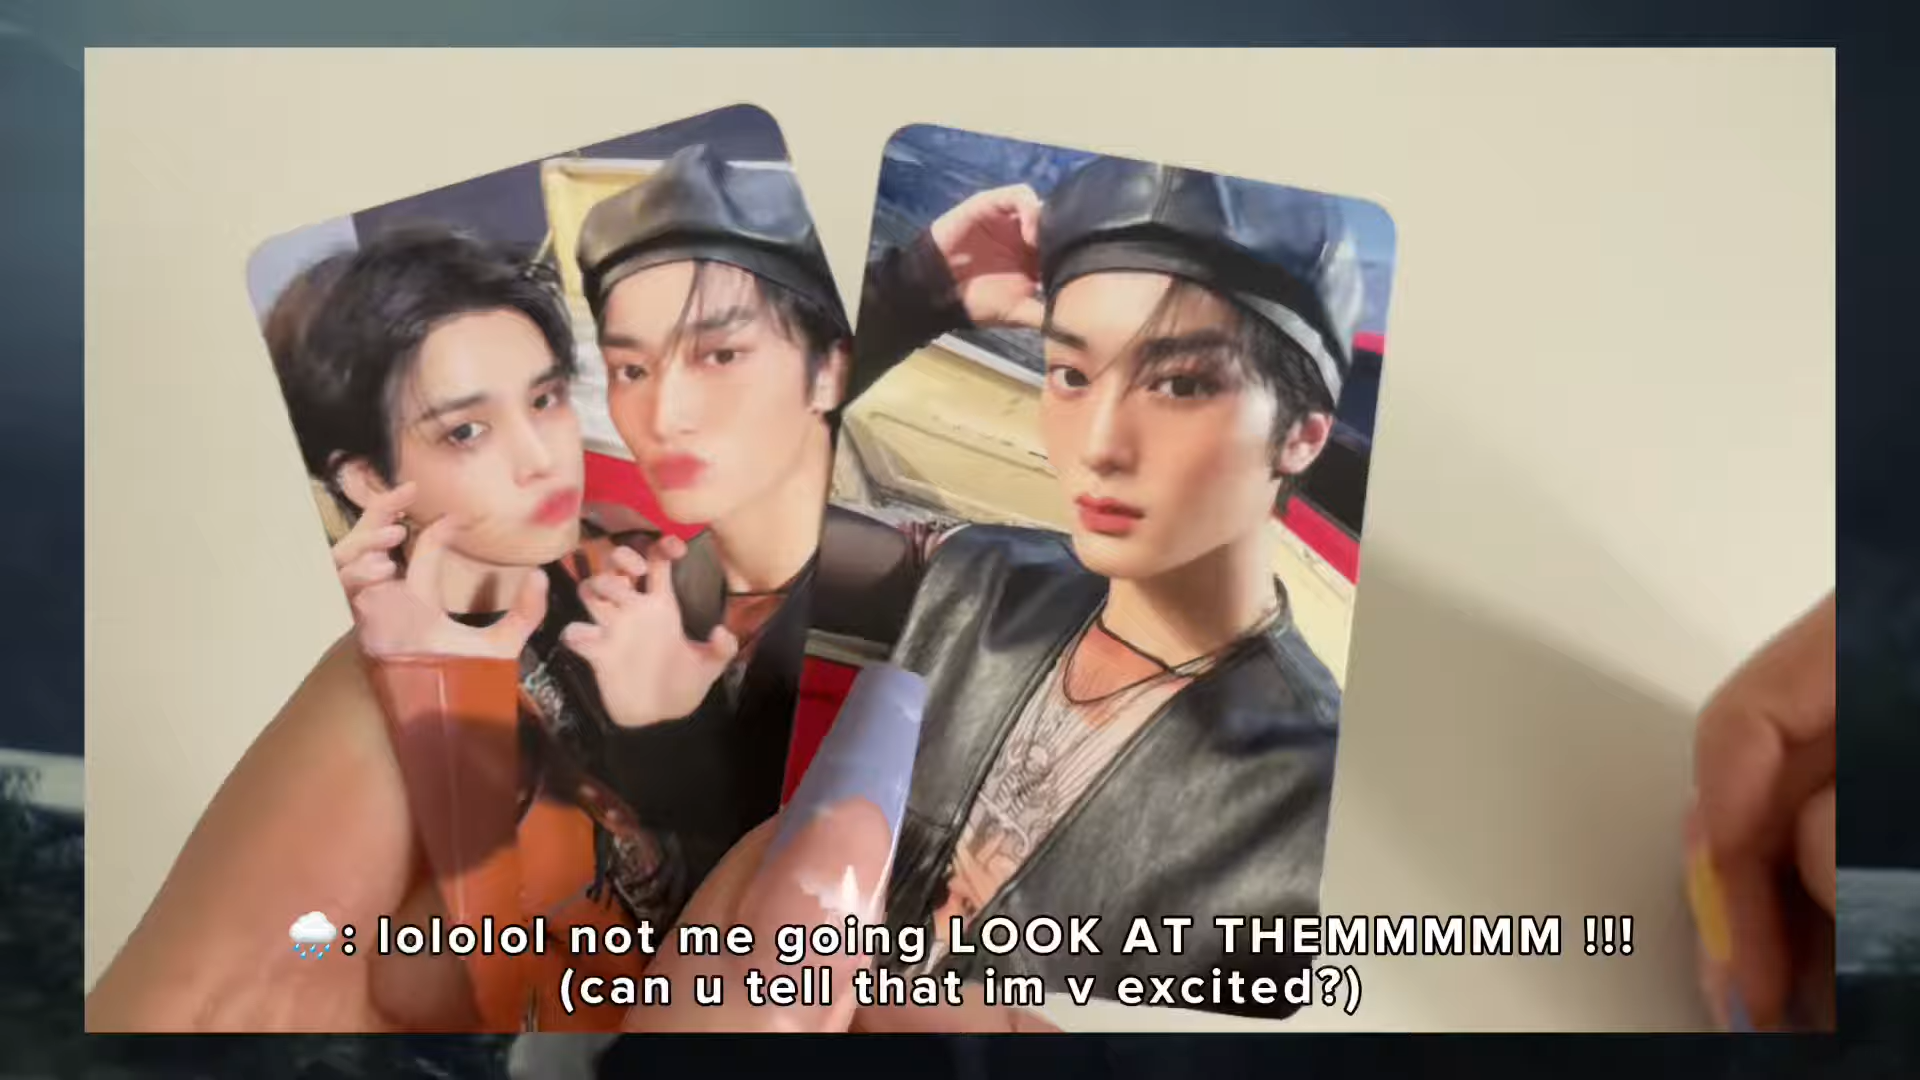 🌧️: lololol not me going LOOK AT THEMMMMM !!!
(can u tell that im v excited?)